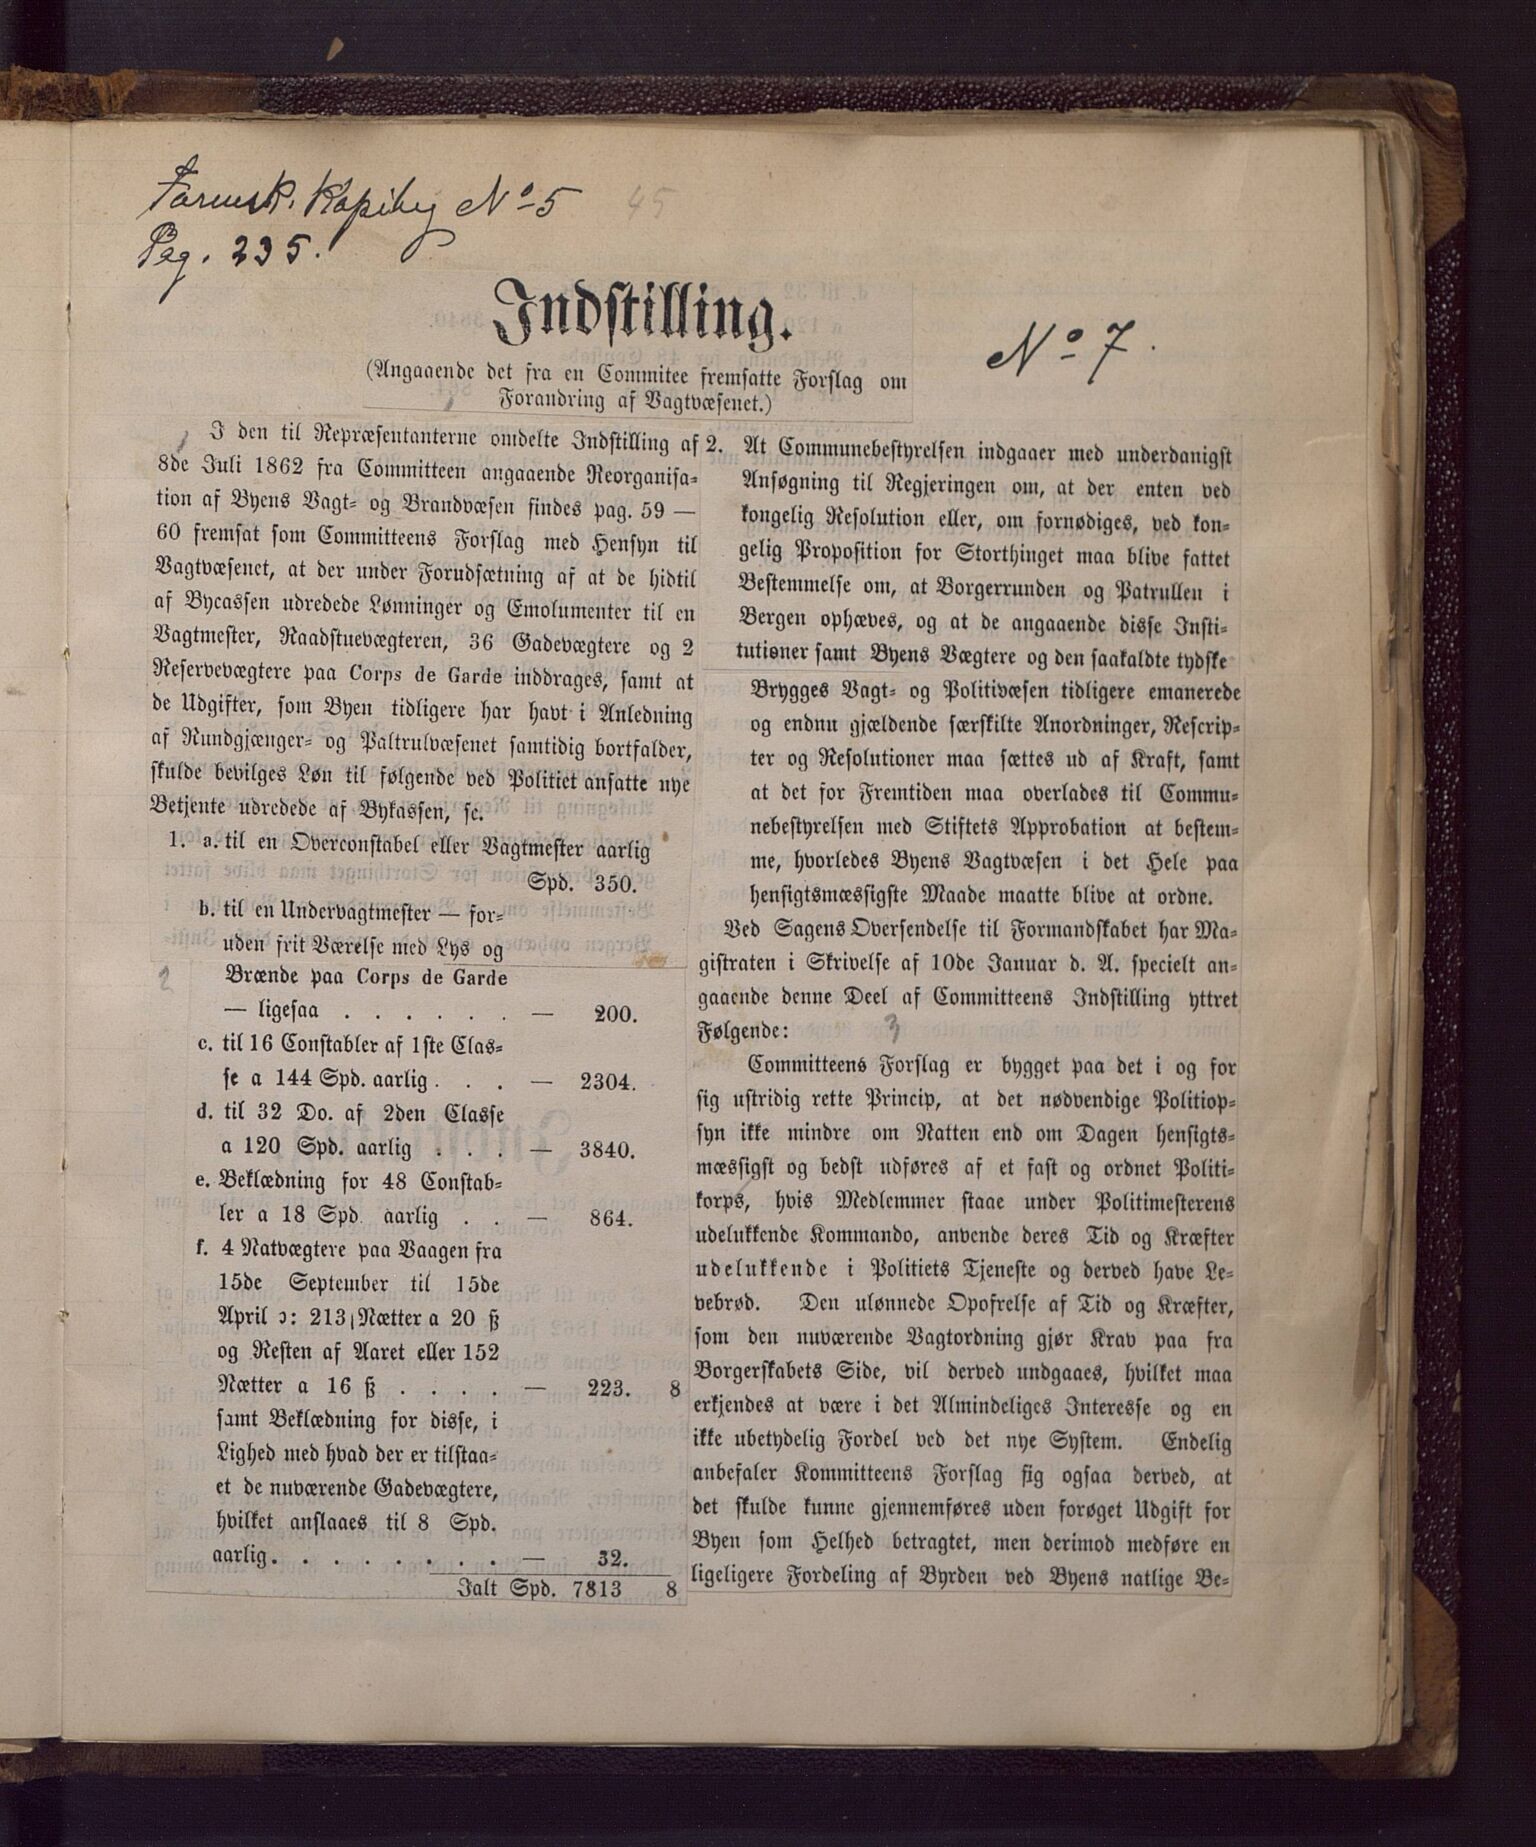 Formsk. Kopibog No 5 45
Pag. 235.
Indstilling.
No 7.
(Angaaende det fra en Commitee fremsatte Forslag om
Forandring af Vagtvæsenet.)
I den til Repræsentanterne omdelte Indstilling af
8de Juli 1862 fra Committeen angaaende Reorganisa-
tion af Byens Vagt- og Brandvæsen findes pag. 59 —
60 fremsat som Committeens Forslag med Hensyn til
Vagtvæsenet, at der under Forudsætning af at de hidtil
af Bycassen udredede Lønninger og Emolumenter til en
Vagtmester, Raadstuevægteren, 36 Gadevægtere og 2
Reservevægtere paa Corps de Garde inddrages, samt at
de Udgifter, som Byen tidligere har havt i Anledning
af Rundgjænger- og Paltrulvæsenet samtidig bortfalder,
skulde bevilges Løn til følgende ved Politiet ansatte nye
Betjente udredede af Bykassen, sc.
1. a. til en Overconstabel eller Vagtmester aarlig
Spd. 350.
b. til en Undervagtmester — for-
uden frit Værelse med Lys og
Brænde paa Corps de Garde
— ligesaa . . . . . . — 200.
c. til 16 Constabler af 1ste Clas-
se a 144 Spd. aarlig . . . — 2304.
d. til 32 Do. af 2den Classe
a 120 Spd. aarlig . . . — 3840.
e. Beklædning for 48 Constab-
ler a 18 Spd. aarlig . . — 864.
f. 4 Natvægtere paa Vaagen fra
15de September til 15de
April ɔ: 213 Nætter a 20 ß
og Resten af Aaret eller 152
Nætter a 16 ß . . . . — 223. 8
samt Beklædning for disse, i
Lighed med hvad der er tilstaa-
et de nuværende Gadevægtere,
hvilket anslaaes til 8 Spd.
aarlig. . . . . . . . — 32.
Ialt Spd. 7813 8
2
2. At Communebestyrelsen indgaaer med underdanigst
Ansøgning til Regjeringen om, at der enten ved
kongelig Resolution eller, om fornødiges, ved kon-
gelig Proposition for Storthinget maa blive fattet
Bestemmelse om, at Borgerrunden og Patrullen i
Bergen ophæves, og at de angaaende disse Insti-
tutioner samt Byens Vægtere og den saakaldte tydske
Brygges Vagt- og Politivæsen tidligere emanerede
og endnu gjældende særskilte Anordninger, Rescrip-
ter og Resolutioner maa sættes ud af Kraft, samt
at det for Fremtiden maa overlades til Commu-
nebestyrelsen med Stiftets Approbation at bestem-
me, hvorledes Byens Vagtvæsen i det Hele paa
hensigtsmæssigste Maade maatte blive at ordne.
Ved Sagens Oversendelse til Formandskabet har Ma-
gistraten i Skrivelse af 10de Januar d. A. specielt an-
gaaende denne Deel af Committeens Indstilling yttret
Følgende: 3
Committeens Forslag er bygget paa det i og for
sig ustridig rette Princip, at det nødvendige Politiop-
syn ikke mindre om Natten end om Dagen hensigts-
mæssigst og bedst udføres af et fast og ordnet Politi-
korps, hvis Medlemmer staae under Politimesterens
udelukkende Kommando, anvende deres Tid og Kræfter
udelukkende i Politiets Tjeneste og derved have Le-
vebrød. Den ulønnede Opofrelse af Tid og Kræfter,
som den nuværende Vagtordning gjør Krav paa fra
Borgerskabets Side, vil derved undgaaes, hvilket maa
erkjendes at være i det Almindeliges Interesse og en
ikke ubetydelig Fordel ved det nye System. Endelig
anbefaler Kommitteens Forslag sig ogsaa derved, at
det skulde kunne gjennemføres uden forøget Udgift for
Byen som Helhed betragtet, men derimod medføre en
ligeligere Fordeling af Byrden ved Byens natlige Be-